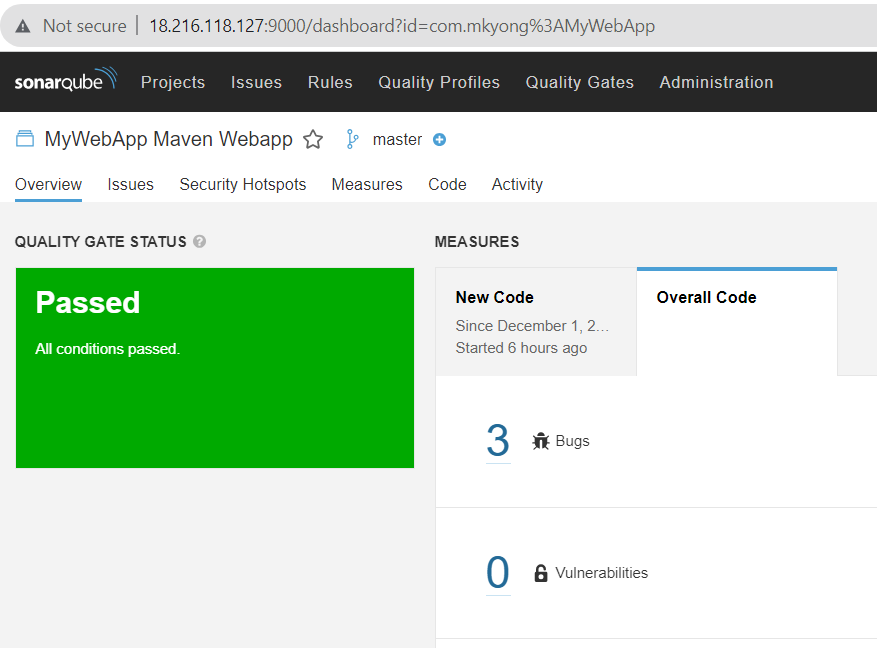 Not secure | 18.216.118.127:9000/dashboard?id=com.mkyong%3AMyWebApp
sonarqube Projects Issues Rules Quality Profiles Quality Gates Administration
MyWebApp Maven Webapp master
Overview Issues Security Hotspots Measures Code Activity
QUALITY GATE STATUS ?
MEASURES
Passed
All conditions passed.
New Code
Since December 1, 2...
Started 6 hours ago
Overall Code
3 Bugs
0 Vulnerabilities